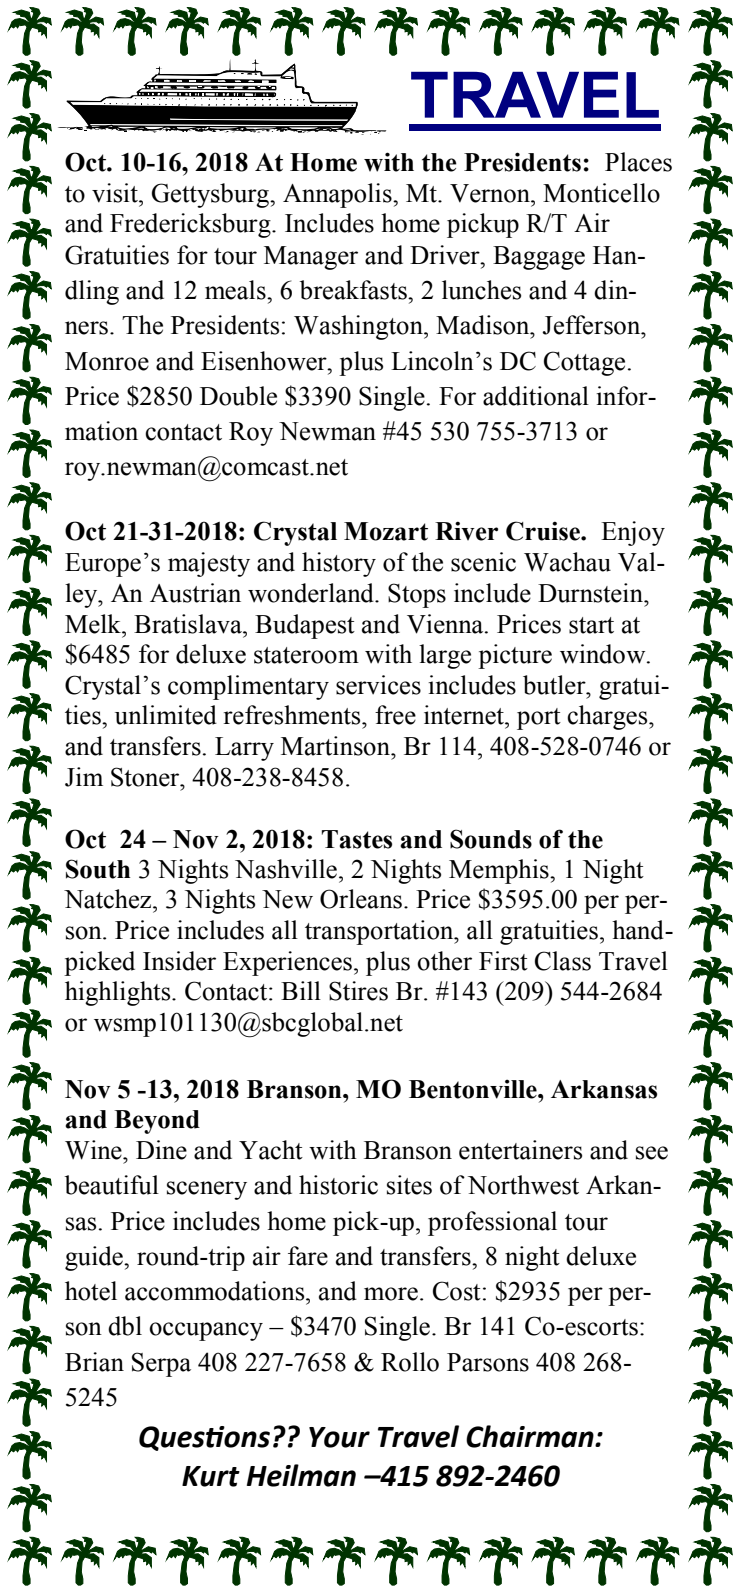 TRAVEL
Oct. 10-16, 2018 At Home with the Presidents:  Places
to visit, Gettysburg, Annapolis, Mt. Vernon, Monticello
and Fredericksburg. Includes home pickup R/T Air
Gratuities for tour Manager and Driver, Baggage Han-
dling and 12 meals, 6 breakfasts, 2 lunches and 4 din-
ners. The Presidents: Washington, Madison, Jefferson,
Monroe and Eisenhower, plus Lincoln’s DC Cottage.
Price $2850 Double $3390 Single. For additional infor-
mation contact Roy Newman #45 530 755-3713 or
roy.newman@comcast.net
Oct 21-31-2018: Crystal Mozart River Cruise.  Enjoy
Europe’s majesty and history of the scenic Wachau Val-
ley, An Austrian wonderland. Stops include Durnstein,
Melk, Bratislava, Budapest and Vienna. Prices start at
$6485 for deluxe stateroom with large picture window.
Crystal’s complimentary services includes butler, gratui-
ties, unlimited refreshments, free internet, port charges,
and transfers. Larry Martinson, Br 114, 408-528-0746 or
Jim Stoner, 408-238-8458.
Oct  24 – Nov 2, 2018: Tastes and Sounds of the
South 3 Nights Nashville, 2 Nights Memphis, 1 Night
Natchez, 3 Nights New Orleans. Price $3595.00 per per-
son. Price includes all transportation, all gratuities, hand-
picked Insider Experiences, plus other First Class Travel
highlights. Contact: Bill Stires Br. #143 (209) 544-2684
or wsmp101130@sbcglobal.net
Nov 5 -13, 2018 Branson, MO Bentonville, Arkansas
and Beyond
Wine, Dine and Yacht with Branson entertainers and see
beautiful scenery and historic sites of Northwest Arkan-
sas. Price includes home pick-up, professional tour
guide, round-trip air fare and transfers, 8 night deluxe
hotel accommodations, and more. Cost: $2935 per per-
son dbl occupancy – $3470 Single. Br 141 Co-escorts:
Brian Serpa 408 227-7658 & Rollo Parsons 408 268-
5245
Questions?? Your Travel Chairman:
Kurt Heilman –415 892-2460